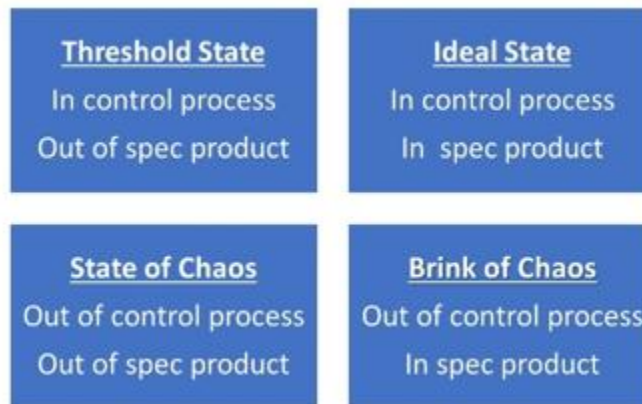 Threshold State
In control process
Out of spec product
Ideal State
In control process
In spec product
State of Chaos
Out of control process
Out of spec product
Brink of Chaos
Out of control process
In spec product